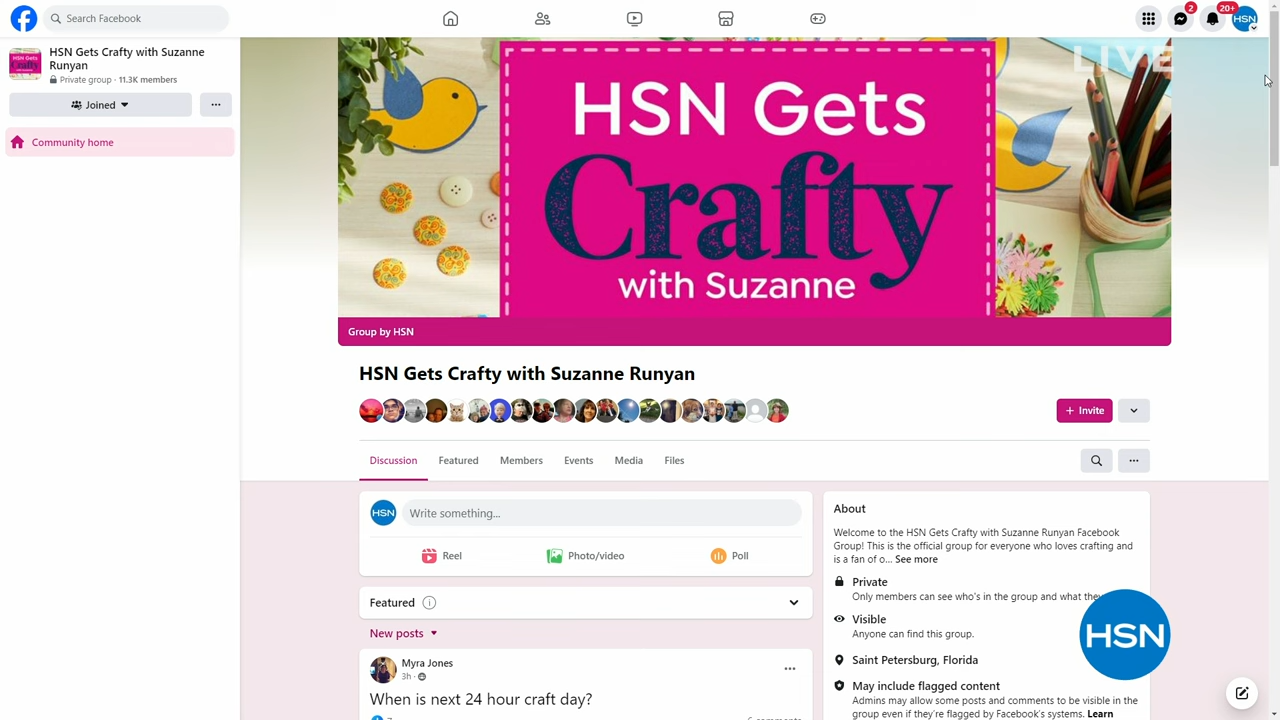 Search Facebook
2
20+
HSN
HSN Gets Crafty with Suzanne
Runyan
Private group · 11.3K members
Joined
Community home
LIVE
HSN Gets
Crafty
with Suzanne
Group by HSN
HSN Gets Crafty with Suzanne Runyan
+ Invite
Discussion
Featured
Members
Events
Media
Files
HSN
Write something...
Reel
Photo/video
Poll
Featured
New posts
Myra Jones
3h ·
When is next 24 hour craft day?
About
Welcome to the HSN Gets Crafty with Suzanne Runyan Facebook
Group! This is the official group for everyone who loves crafting and
is a fan of o... See more
Private
Only members can see who's in the group and what they
Visible
Anyone can find this group.
Saint Petersburg, Florida
May include flagged content
Admins may allow some posts and comments to be visible in the
group even if they're flagged by Facebook's systems. Learn
HSN